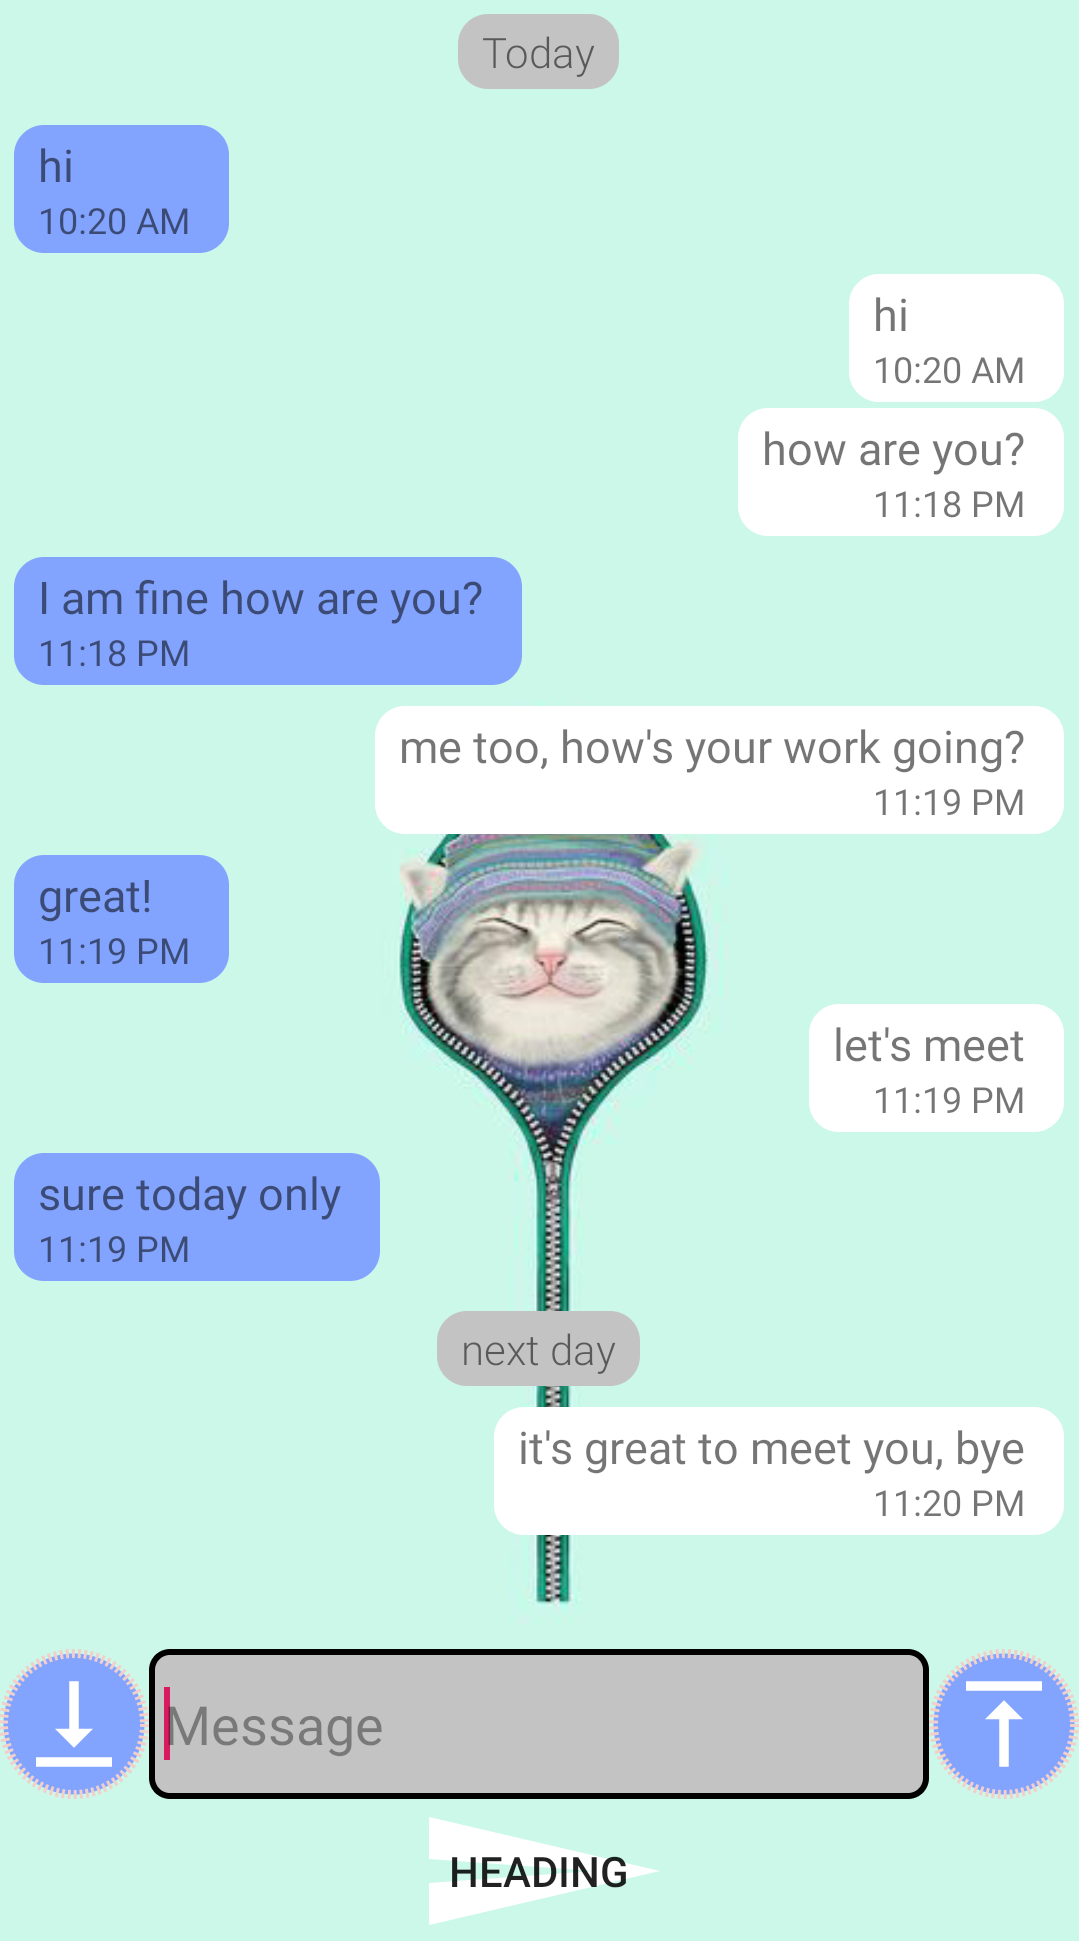 Today
hi
10:20 AM
hi
10:20 AM
how are you?
11:18 PM
I am fine how are you?
11:18 PM
me too, how's your work going?
11:19 PM
great!
11:19 PM
let's meet
11:19 PM
sure today only
11:19 PM
next day
it's great to meet you, bye
11:20 PM
Message
HEADING